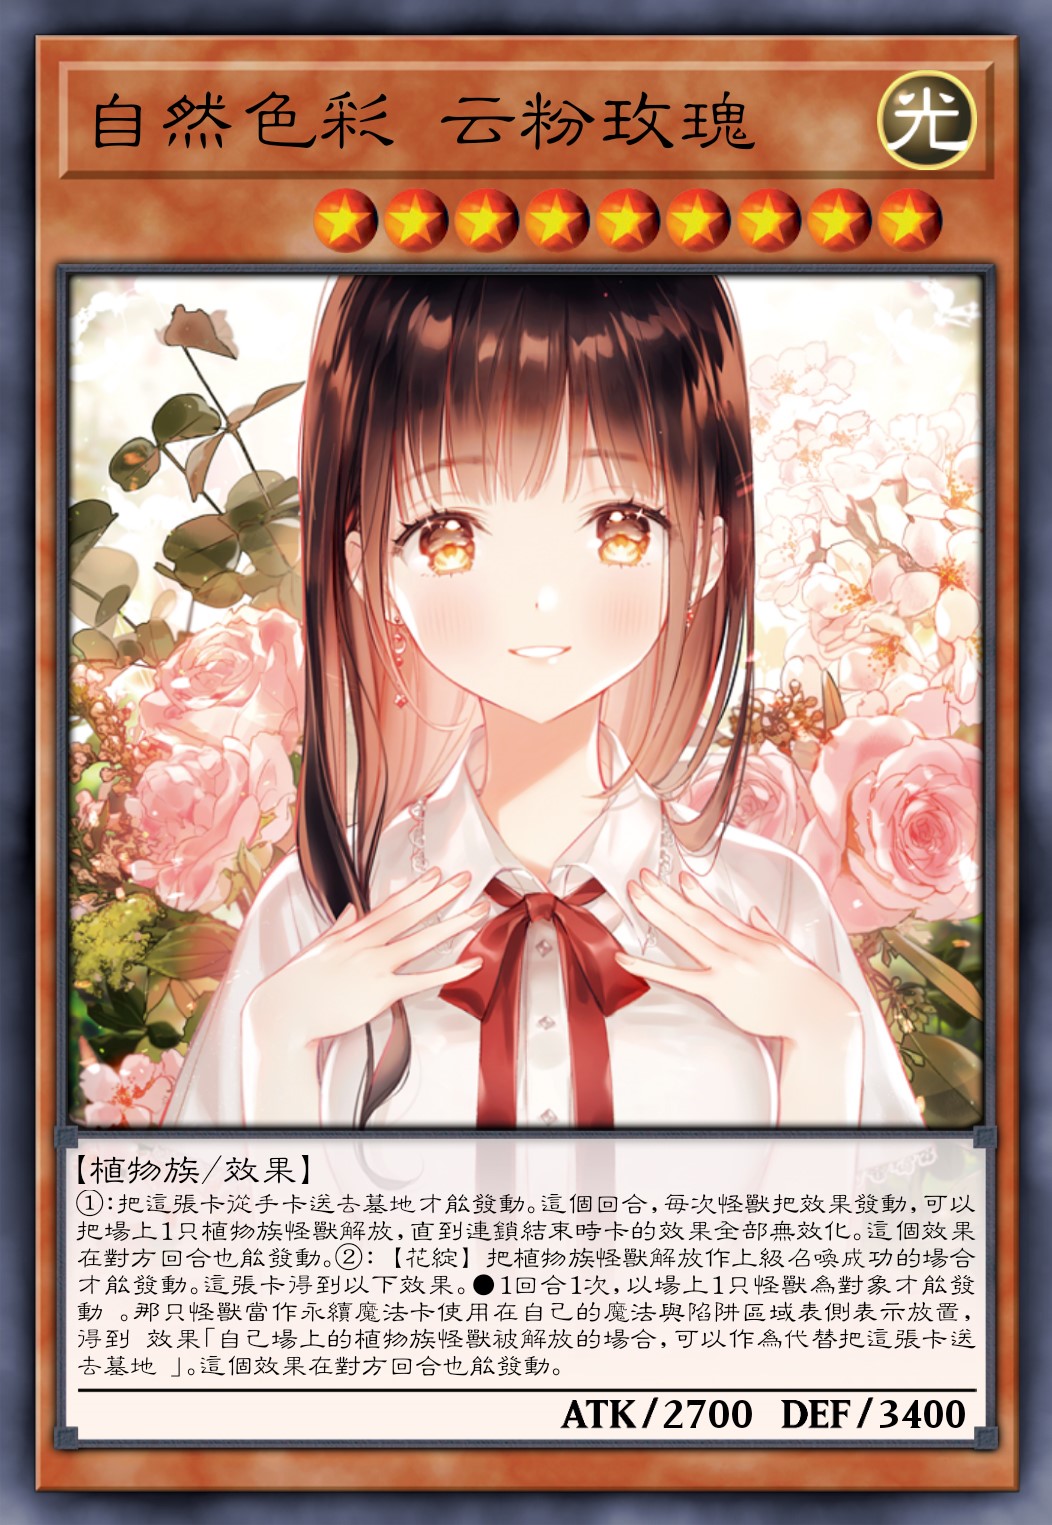 自然色彩 云粉玫瑰
光
【植物族/效果】
①:把這張卡從手卡送去墓地才能發動。這個回合,每次怪獸把效果發動,可以
把場上1只植物族怪獸解放,直到連鎖結束時卡的效果全部無效化。這個效果
在對方回合也能發動。②:【花綻】把植物族怪獸解放作上級召喚成功的場合
才能發動。這張卡得到以下效果。●1回合1次,以場上1只怪獸為對象才能發
動 。那只怪獸當作永續魔法卡使用在自己的魔法與陷阱區域表側表示放置,
得到 效果「自己場上的植物族怪獸被解放的場合,可以作為代替把這張卡送
去墓地 」。這個效果在對方回合也能發動。
ATK/2700 DEF/3400